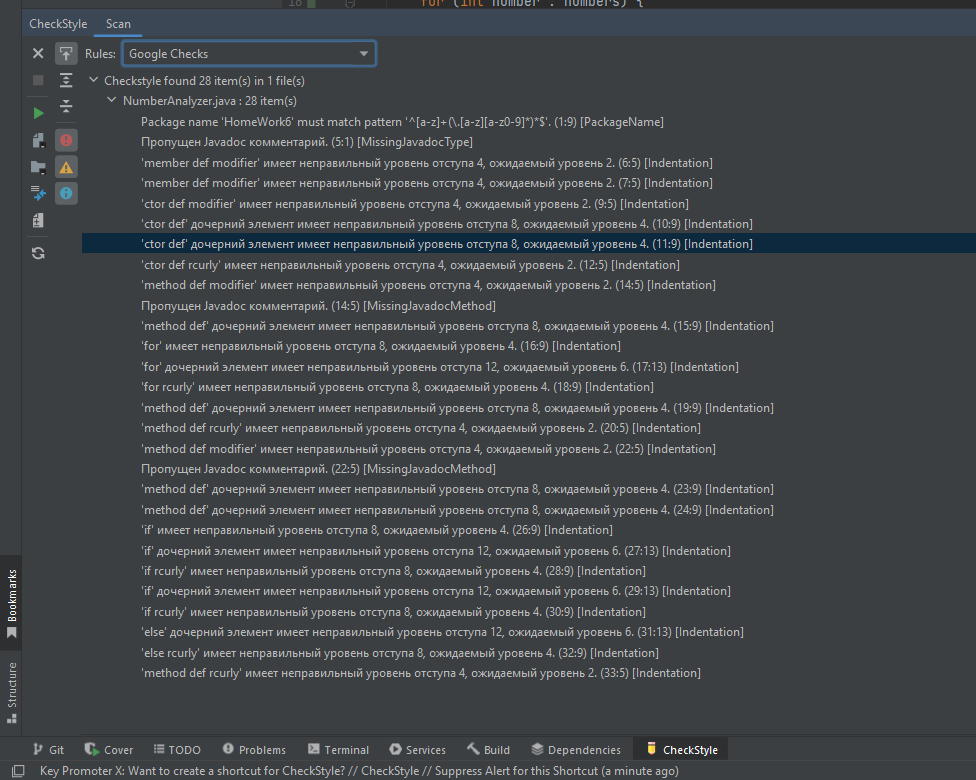 18 for (int number : numbers) {
CheckStyle Scan
Rules: Google Checks
Checkstyle found 28 item(s) in 1 file(s)
NumberAnalyzer.java : 28 item(s)
Package name 'HomeWork6' must match pattern '^[a-z]+(\.[a-z][a-z0-9]*)*$'. (1:9) [PackageName]
Пропущен Javadoc комментарий. (5:1) [MissingJavadocType]
'member def modifier' имеет неправильный уровень отступа 4, ожидаемый уровень 2. (6:5) [Indentation]
'member def modifier' имеет неправильный уровень отступа 4, ожидаемый уровень 2. (7:5) [Indentation]
'ctor def modifier' имеет неправильный уровень отступа 4, ожидаемый уровень 2. (9:5) [Indentation]
'ctor def' дочерний элемент имеет неправильный уровень отступа 8, ожидаемый уровень 4. (10:9) [Indentation]
'ctor def' дочерний элемент имеет неправильный уровень отступа 8, ожидаемый уровень 4. (11:9) [Indentation]
'ctor def rcurly' имеет неправильный уровень отступа 4, ожидаемый уровень 2. (12:5) [Indentation]
'method def modifier' имеет неправильный уровень отступа 4, ожидаемый уровень 2. (14:5) [Indentation]
Пропущен Javadoc комментарий. (14:5) [MissingJavadocMethod]
'method def' дочерний элемент имеет неправильный уровень отступа 8, ожидаемый уровень 4. (15:9) [Indentation]
'for' имеет неправильный уровень отступа 8, ожидаемый уровень 4. (16:9) [Indentation]
'for' дочерний элемент имеет неправильный уровень отступа 12, ожидаемый уровень 6. (17:13) [Indentation]
'for rcurly' имеет неправильный уровень отступа 8, ожидаемый уровень 4. (18:9) [Indentation]
'method def' дочерний элемент имеет неправильный уровень отступа 8, ожидаемый уровень 4. (19:9) [Indentation]
'method def rcurly' имеет неправильный уровень отступа 4, ожидаемый уровень 2. (20:5) [Indentation]
'method def modifier' имеет неправильный уровень отступа 4, ожидаемый уровень 2. (22:5) [Indentation]
Пропущен Javadoc комментарий. (22:5) [MissingJavadocMethod]
'method def' дочерний элемент имеет неправильный уровень отступа 8, ожидаемый уровень 4. (23:9) [Indentation]
'method def' дочерний элемент имеет неправильный уровень отступа 8, ожидаемый уровень 4. (24:9) [Indentation]
'if' имеет неправильный уровень отступа 8, ожидаемый уровень 4. (26:9) [Indentation]
'if' дочерний элемент имеет неправильный уровень отступа 12, ожидаемый уровень 6. (27:13) [Indentation]
'if rcurly' имеет неправильный уровень отступа 8, ожидаемый уровень 4. (28:9) [Indentation]
'if' дочерний элемент имеет неправильный уровень отступа 12, ожидаемый уровень 6. (29:13) [Indentation]
'if rcurly' имеет неправильный уровень отступа 8, ожидаемый уровень 4. (30:9) [Indentation]
'else' дочерний элемент имеет неправильный уровень отступа 12, ожидаемый уровень 6. (31:13) [Indentation]
'else rcurly' имеет неправильный уровень отступа 8, ожидаемый уровень 4. (32:9) [Indentation]
'method def rcurly' имеет неправильный уровень отступа 4, ожидаемый уровень 2. (33:5) [Indentation]
Bookmarks
Structure
Git Cover TODO Problems Terminal Services Build Dependencies CheckStyle
Key Promoter X: Want to create a shortcut for CheckStyle? // CheckStyle // Suppress Alert for this Shortcut (a minute ago)